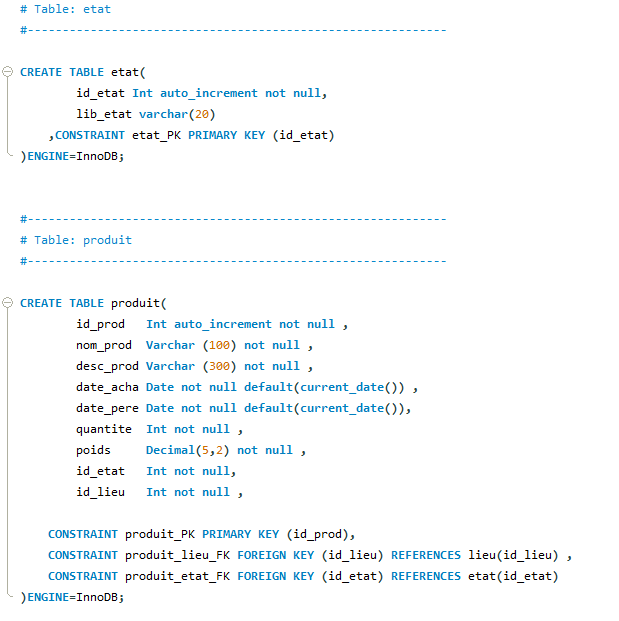 # Table: etat
#------------------------------------------------------------
CREATE TABLE etat(
id_etat Int auto_increment not null,
lib_etat varchar(20)
,CONSTRAINT etat_PK PRIMARY KEY (id_etat)
)ENGINE=InnoDB;
#------------------------------------------------------------
# Table: produit
#------------------------------------------------------------
CREATE TABLE produit(
id_prod Int auto_increment not null ,
nom_prod Varchar (100) not null ,
desc_prod Varchar (300) not null ,
date_acha Date not null default(current_date()) ,
date_pere Date not null default(current_date()),
quantite Int not null ,
poids Decimal(5,2) not null ,
id_etat Int not null,
id_lieu Int not null ,
CONSTRAINT produit_PK PRIMARY KEY (id_prod),
CONSTRAINT produit_lieu_FK FOREIGN KEY (id_lieu) REFERENCES lieu(id_lieu) ,
CONSTRAINT produit_etat_FK FOREIGN KEY (id_etat) REFERENCES etat(id_etat)
)ENGINE=InnoDB;